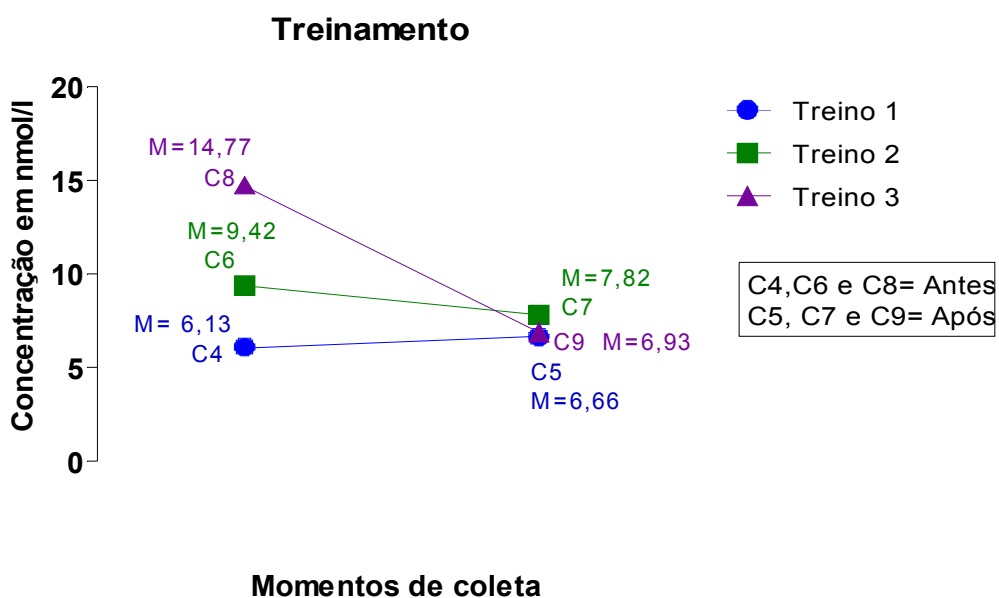 Treinamento
Concentração em nmol/l
20
15
10
5
0
M=14,77
C8
M=9,42
C6
M= 6,13
C4
M=7,82
C7
C9 M=6,93
C5
M=6,66
Treino 1
Treino 2
Treino 3
C4,C6 e C8= Antes
C5, C7 e C9= Após
Momentos de coleta